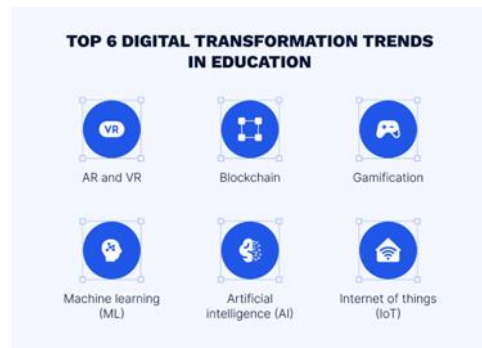 TOP 6 DIGITAL TRANSFORMATION TRENDS
IN EDUCATION
VR
AR and VR
Blockchain
Gamification
Machine learning
(ML)
Artificial
intelligence (AI)
Internet of things
(IoT)